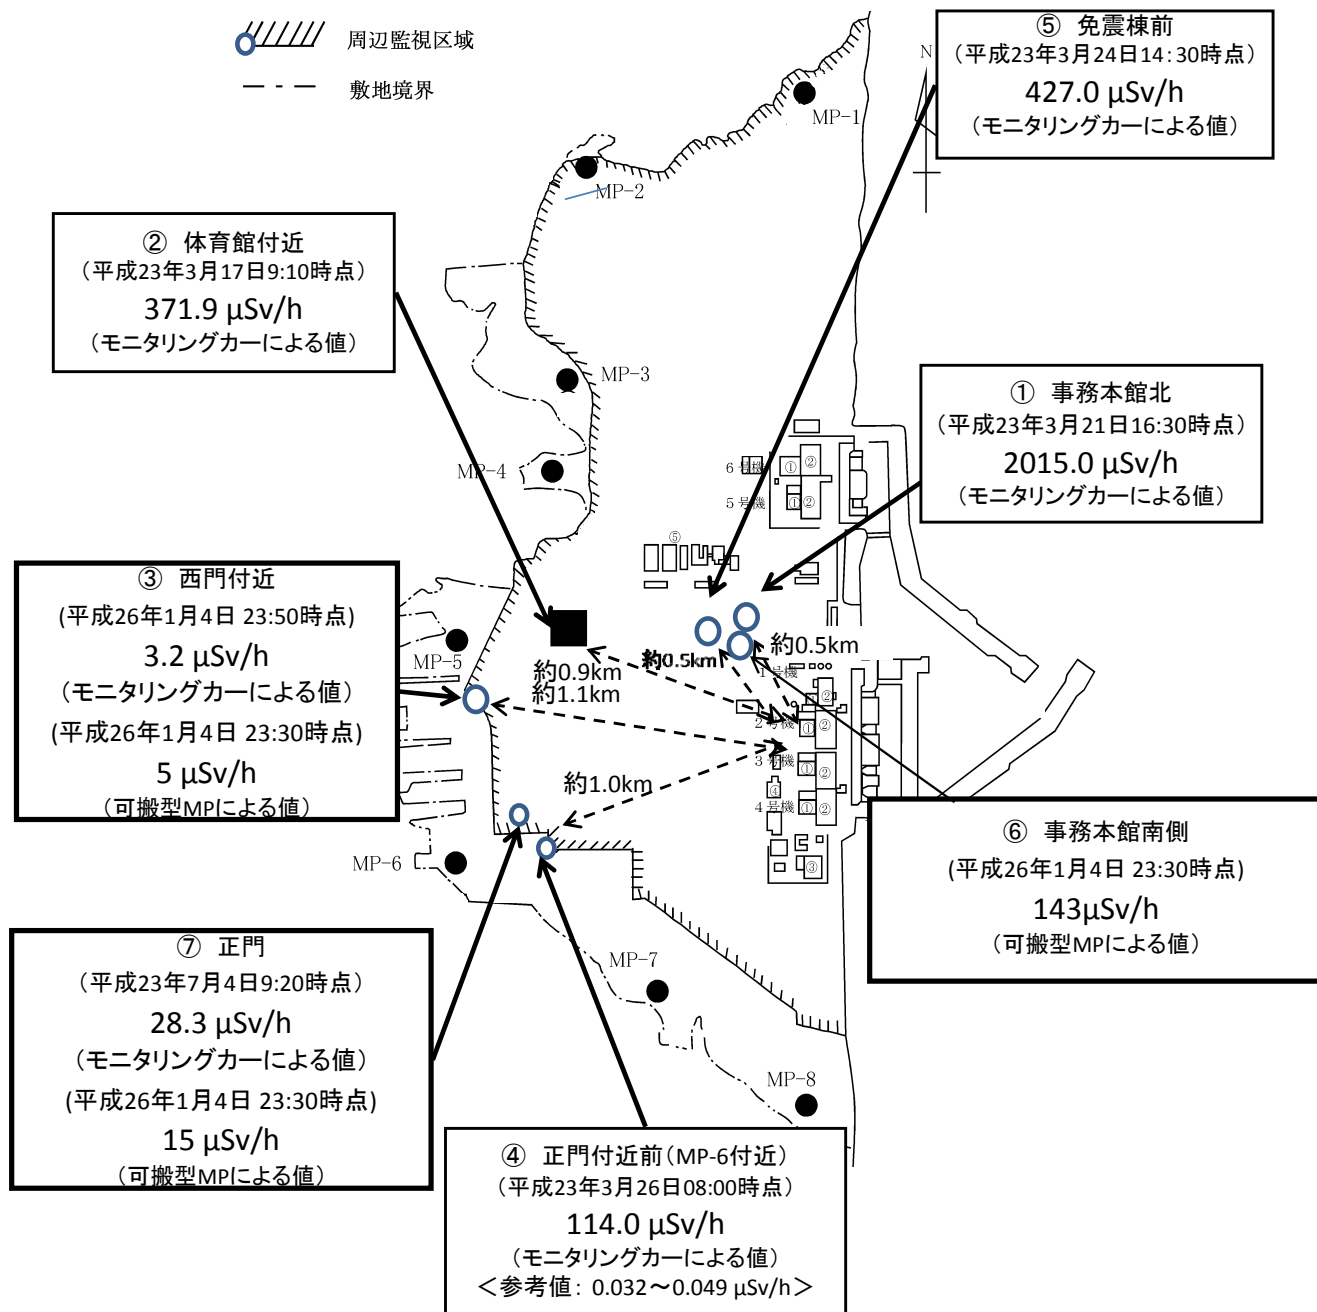 周辺監視区域
敷地境界
⑤ 免震棟前
（平成23年3月24日14：30時点）
427.0 μSv/h
（モニタリングカーによる値）
N
MP-1
MP-2
② 体育館付近
（平成23年3月17日9:10時点）
371.9 μSv/h
（モニタリングカーによる値）
MP-3
① 事務本館北
（平成23年3月21日16:30時点）
2015.0 μSv/h
（モニタリングカーによる値）
MP-4
6号機
①
②
5号機
①
②
⑤
③ 西門付近
(平成26年1月4日 23:50時点)
3.2 μSv/h
（モニタリングカーによる値）
(平成26年1月4日 23:30時点)
5 μSv/h
（可搬型MPによる値）
MP-5
約0.5km
約0.5km
約0.9km
約1.1km
1号機
②
2号機
①
②
3号機
①
②
約1.0km
④
4号機
①
②
③
MP-6
⑥ 事務本館南側
(平成26年1月4日 23:30時点)
143μSv/h
（可搬型MPによる値）
⑦ 正門
（平成23年7月4日9:20時点）
28.3 μSv/h
（モニタリングカーによる値）
(平成26年1月4日 23:30時点)
15 μSv/h
（可搬型MPによる値）
MP-7
MP-8
④ 正門付近前（MP-6付近）
（平成23年3月26日08:00時点）
114.0 μSv/h
（モニタリングカーによる値）
＜参考値： 0.032～0.049 μSv/h＞